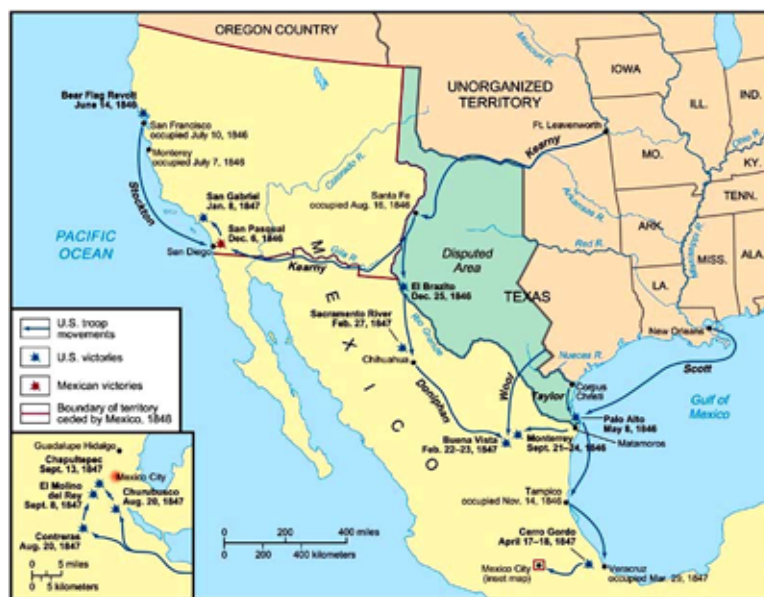 OREGON COUNTRY
Missouri R.
UNORGANIZED
TERRITORY
IOWA
ILL.
IND.
Ohio R.
Bear Flag Revolt
June 14, 1846
San Francisco
occupied July 10, 1846
Monterey
occupied July 7, 1846
Ft. Leavenworth
Kearny
MO.
KY.
Colorado R.
Arkansas R.
TENN.
Stockton
San Gabriel
Jan. 8, 1847
San Pasqual
Dec. 6, 1846
Santa Fe
occupied Aug. 16, 1846
Mississippi R.
ARK.
Red R.
MISS.
ALA.
PACIFIC
OCEAN
San Diego
Gila R.
Kearny
Disputed
Area
LA.
El Brazito
Dec. 25, 1846
TEXAS
Sacramento River
Feb. 27, 1847
Rio Grande
New Orleans
U.S. troop
movements
U.S. victories
Mexican victories
Boundary of territory
ceded by Mexico, 1848
MEXICO
Chihuahua
Doniphan
Wool
Nueces R.
Taylor
Corpus
Christi
Scott
Gulf of
Mexico
Palo Alto
May 8, 1846
Matamoros
Buena Vista
Feb. 22–23, 1847
Monterrey
Sept. 21–24, 1846
Guadalupe Hidalgo
Chapultepec
Sept. 13, 1847
Mexico City
El Molino
del Rey
Sept. 8, 1847
Churubusco
Aug. 20, 1847
Contreras
Aug. 20, 1847
0 5 miles
0 5 kilometers
0 200 400 miles
0 200 400 kilometers
Tampico
occupied Nov. 14, 1846
Cerro Gordo
April 17–18, 1847
Mexico City
(inset map)
Veracruz
occupied Mar. 29, 1847